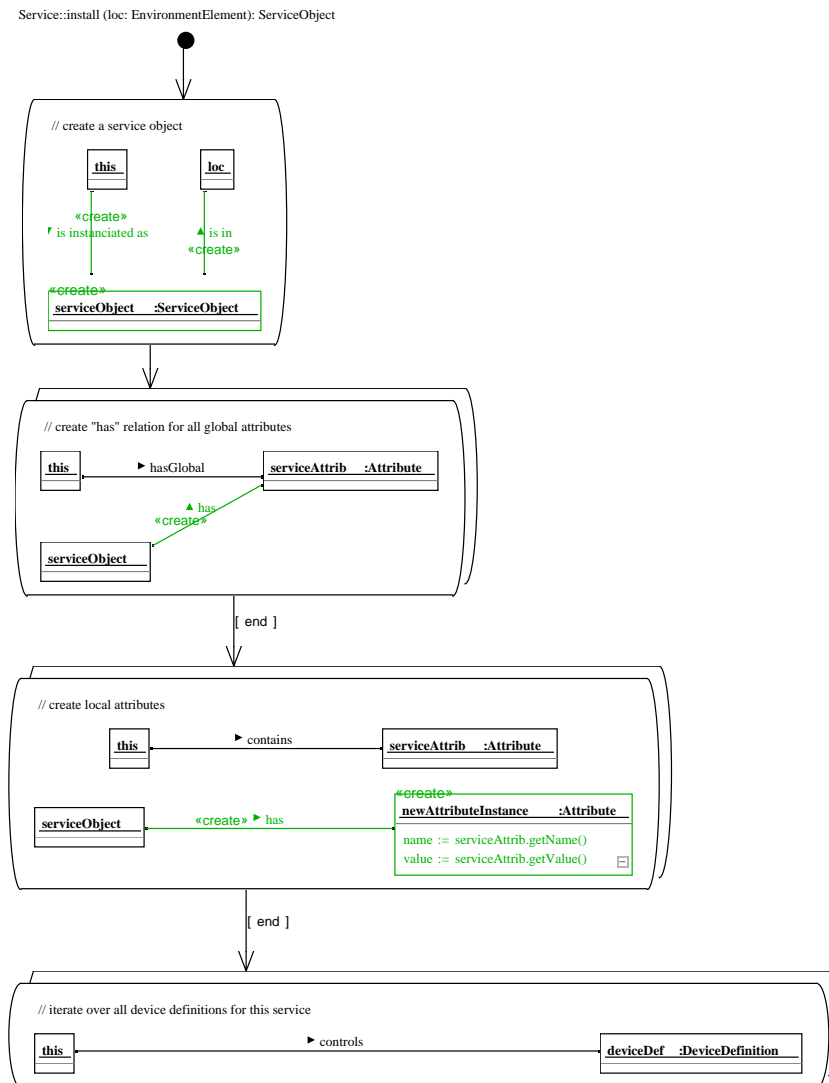 Service::install (loc: EnvironmentElement): ServiceObject
// create a service object
this
loc
«create»
is instanciated as
is in
«create»
«create»
serviceObject :ServiceObject
// create "has" relation for all global attributes
this
hasGlobal
serviceAttrib :Attribute
has
«create»
serviceObject
[ end ]
// create local attributes
this
contains
serviceAttrib :Attribute
«create»
newAttributeInstance :Attribute
serviceObject
«create» has
name := serviceAttrib.getName()
value := serviceAttrib.getValue()
[ end ]
// iterate over all device definitions for this service
this
controls
deviceDef :DeviceDefinition